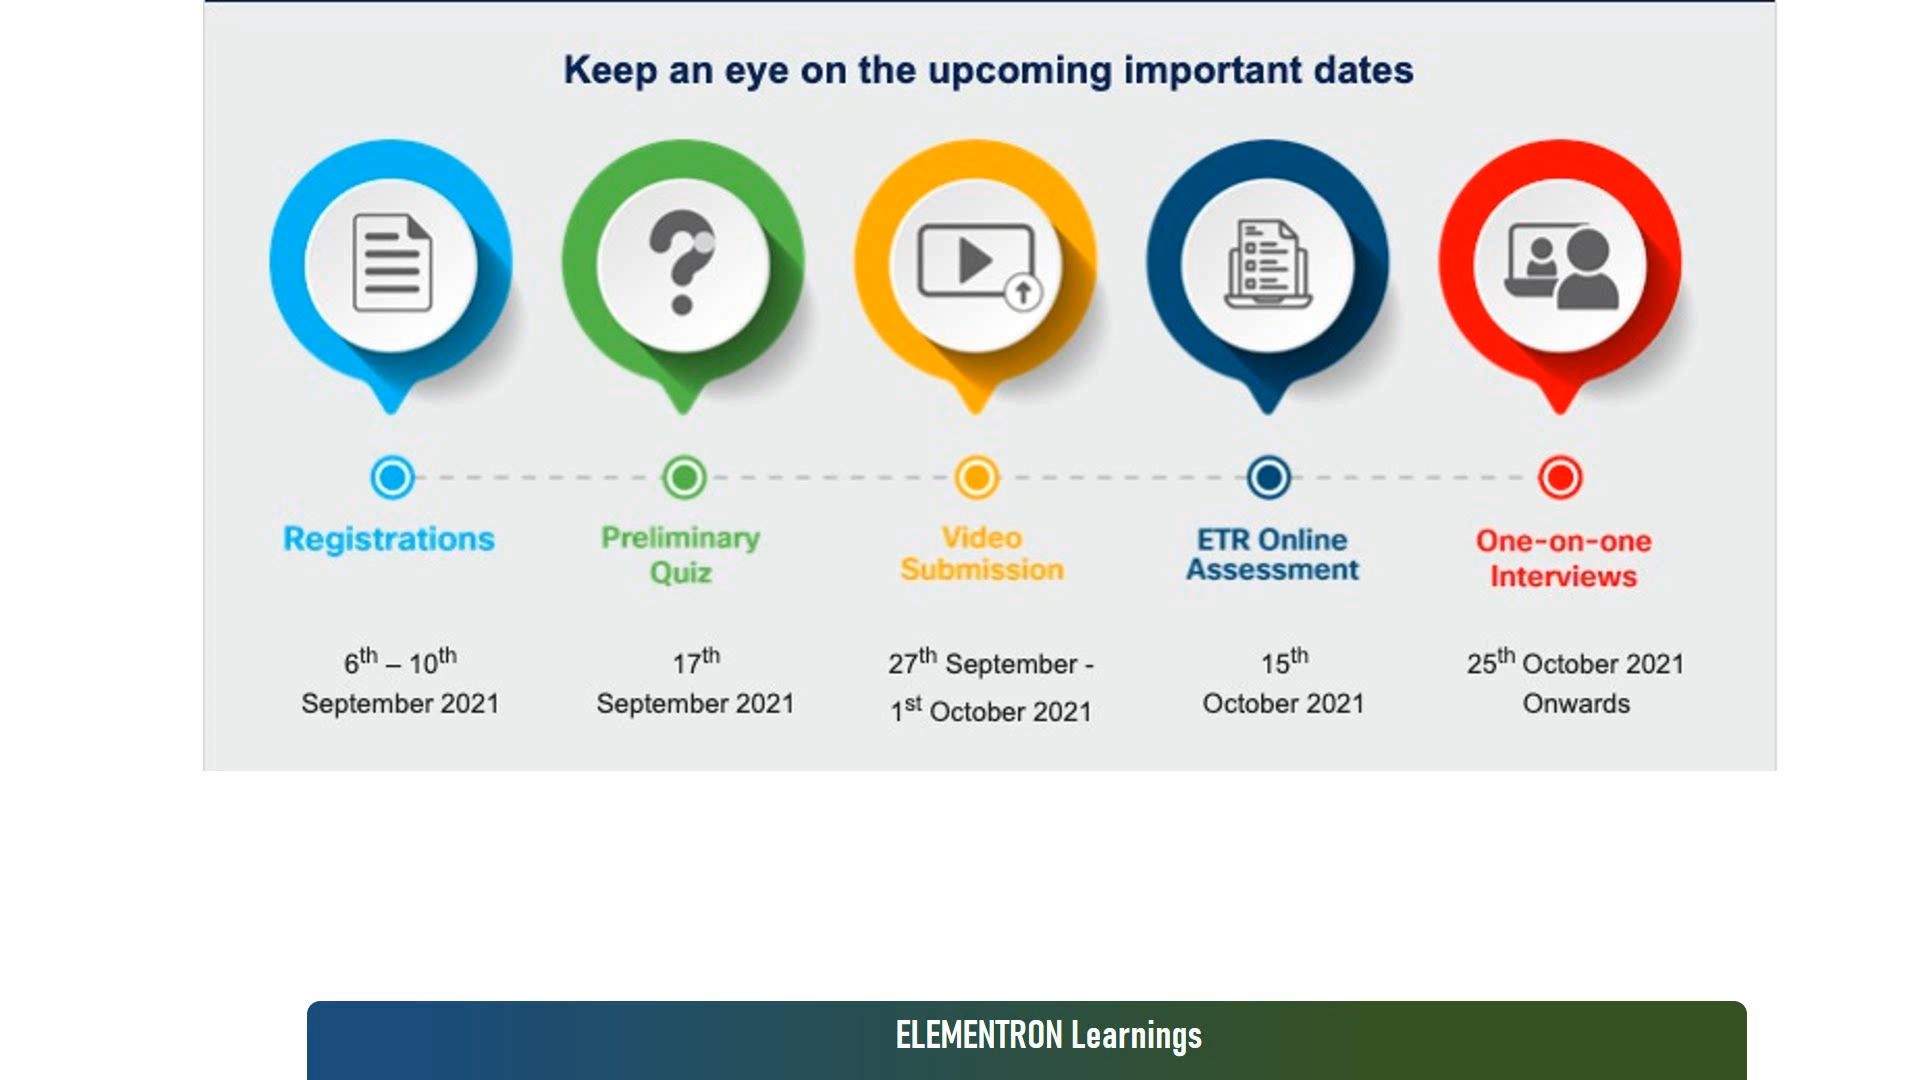 Keep an eye on the upcoming important dates
Registrations
6th – 10th
September 2021
Preliminary
Quiz
17th
September 2021
Video
Submission
27th September -
1st October 2021
ETR Online
Assessment
15th
October 2021
One-on-one
Interviews
25th October 2021
Onwards
ELEMENTRON Learnings